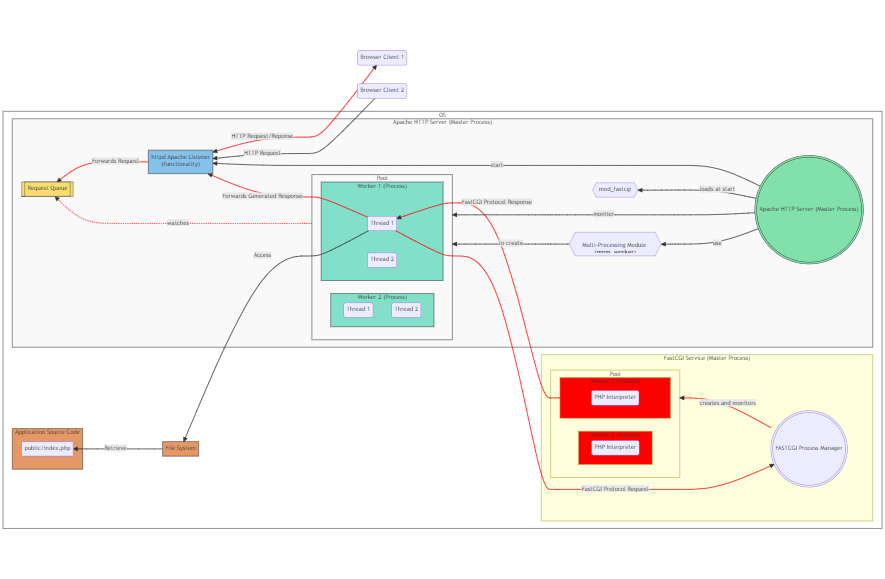 Browser Client 1
Browser Client 2
OS
Apache HTTP Server (Master Process)
HTTP Request/Reponse
HTTP Request
Httpd Apache Listener
(functionality)
Forwards Request
Request Queue
start
Pool
Worker 1 (Process)
mod_fastcgi
loads at start
Forwards Generated Response
FastCGI Protocol Response
Apache HTTP Server (Master Process)
monitor
watches
Thread 1
to create
Multi-Processing Module
(mpm_worker)
use
Access
Thread 2
Worker 2 (Process)
Thread 1
Thread 2
FastCGI Service (Master Process)
Pool
PHP Interpreter
creates and monitors
Application Source Code
public/index.php
Retrieve
File System
PHP Interpreter
FASTCGI Process Manager
FastCGI Protocol Request